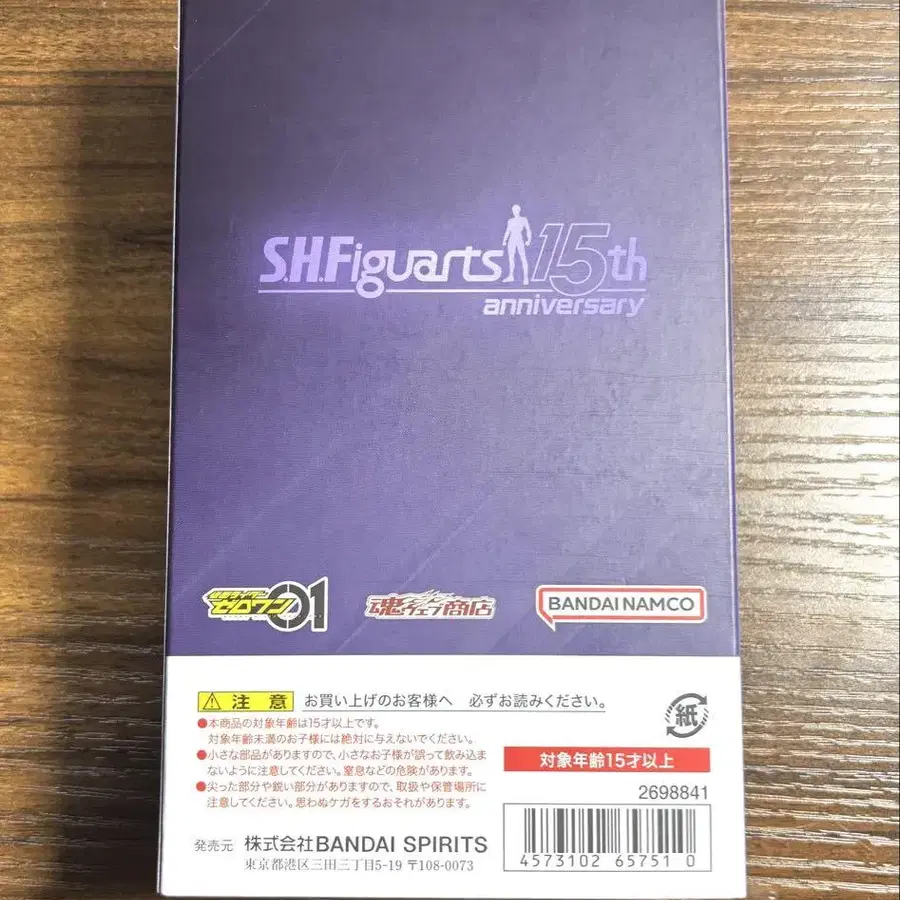 S.H.Figuarts 15th
anniversary
仮面ライダー
ゼロワン 01
魂ウェブ商店
BANDAI NAMCO
注意 お買い上げのお客様へ 必ずお読みください。
●本商品の対象年齢は15才以上です。
対象年齢未満のお子様には絶対に与えないでください。
●小さな部品がありますので、小さなお子様が誤って飲み込ま
ないように注意してください。窒息などの危険があります。
●尖った部分や鋭い部分がありますので、取扱や保管場所に
注意してください。思わぬケガをするおそれがあります。
紙
対象年齢15才以上
2698841
発売元 株式会社BANDAI SPIRITS
東京都港区三田三丁目5-19 〒108-0073
4573102 65751 0